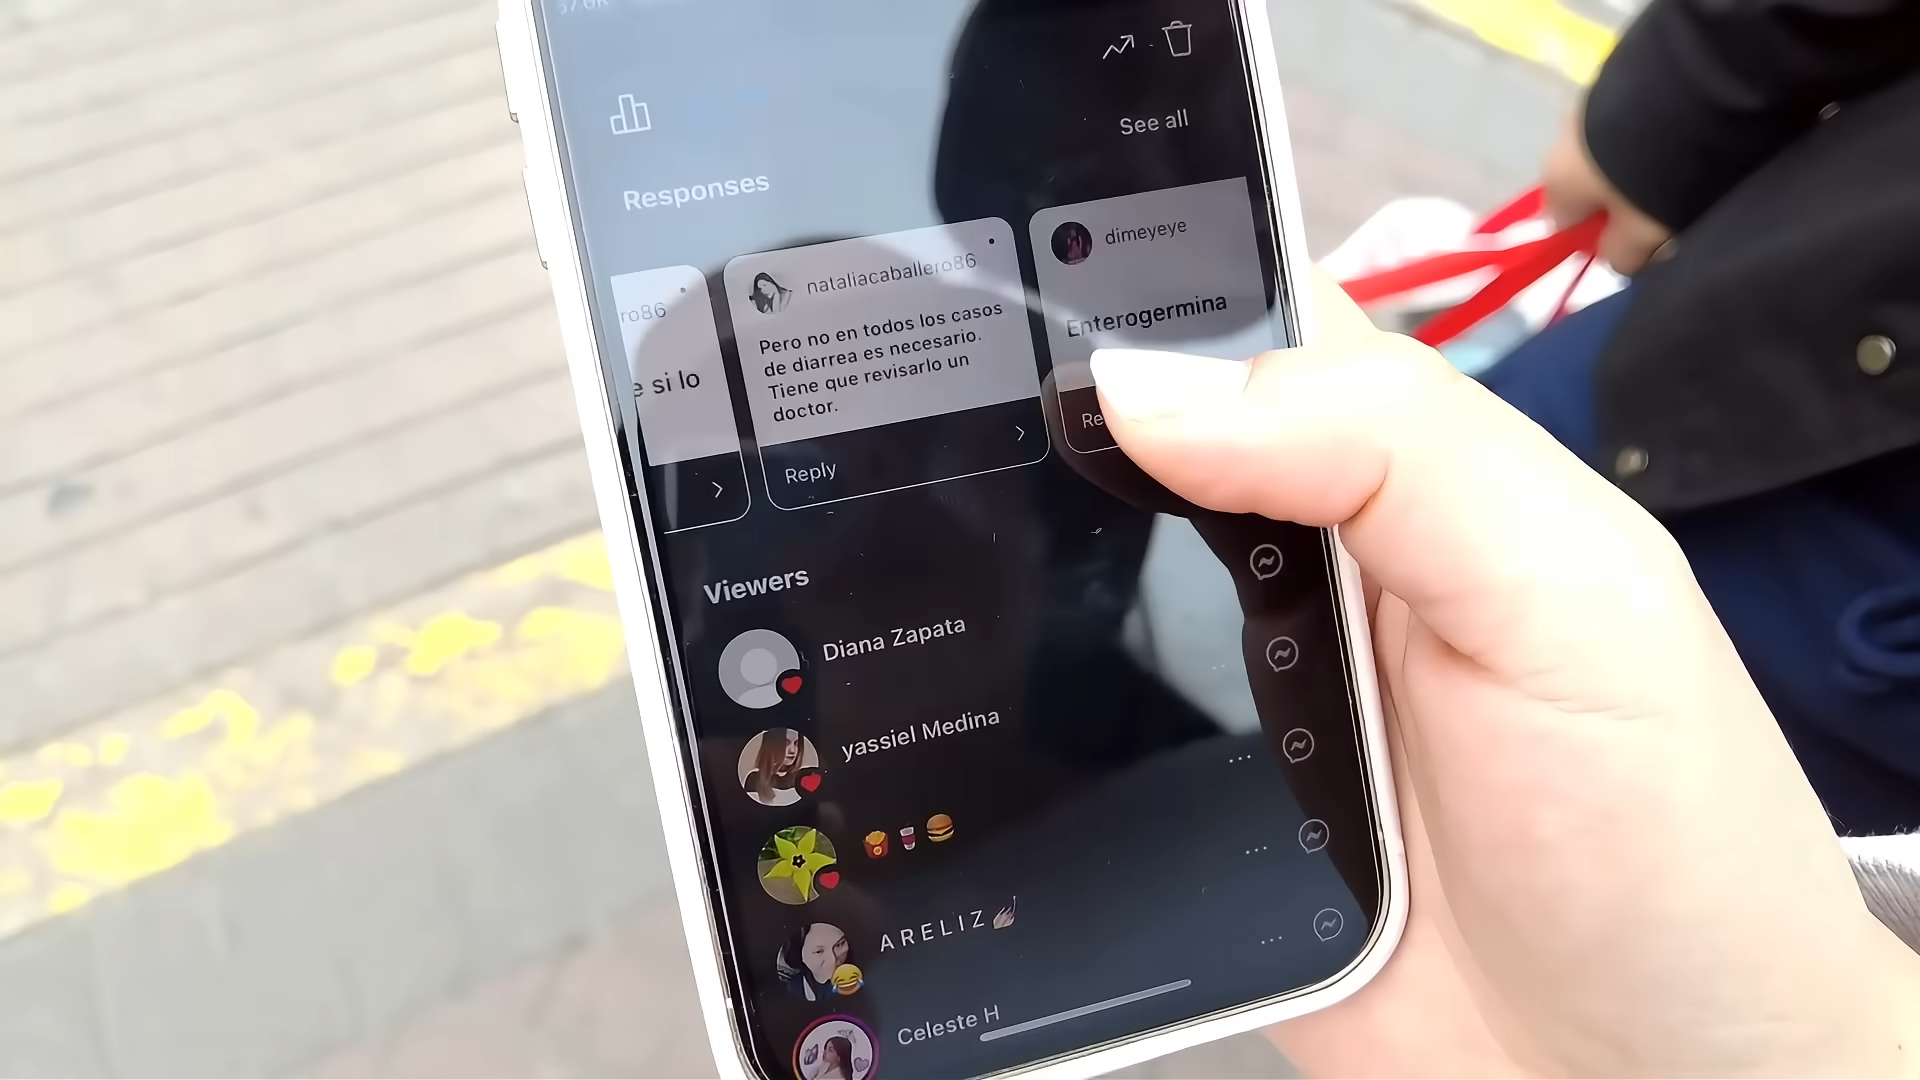 See all
Responses
ro86
e si lo
nataliacaballero86
Pero no en todos los casos
de diarrea es necesario.
Tiene que revisarlo un
doctor.
Reply
dimeyeye
Enterogermina
Re
Viewers
Diana Zapata
yassiel Medina
🍟🥤🍔
A R E L I Z 💅
Celeste H